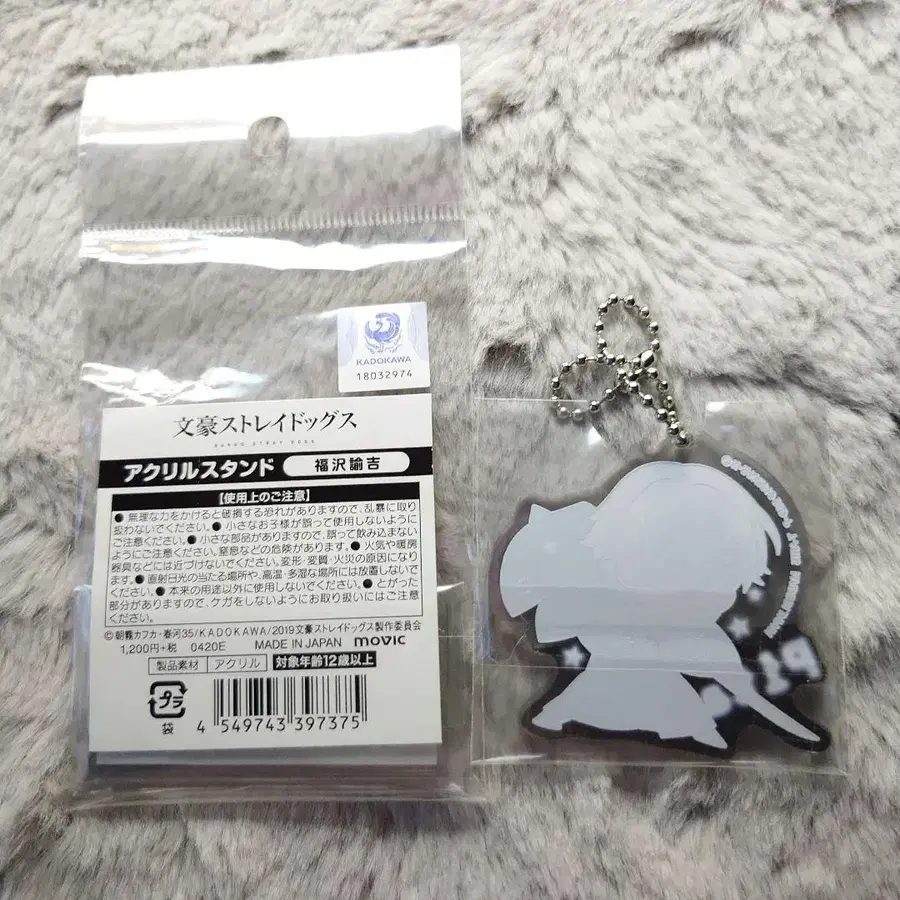 KADOKAWA
18032974
文豪ストレイドッグス
BUNGO STRAY DOGS
アクリルスタンド 福沢諭吉
【使用上のご注意】
● 無理な力をかけると破損する恐れがありますので、乱暴に取り
扱わないでください。● 小さなお子様が誤って使用しないように
ご注意ください。● 小さな部品がありますので、誤って飲み込まない
ようにご注意ください。窒息などの危険があります。● 火気や暖房
器具などには近づけないでください。変形・変質・火災の原因になり
ます。● 直射日光の当たる場所や、高温・多湿な場所には放置しないで
ください。● 本来の用途以外に使用しないでください。● とがった
部分がありますので、ケガをしないようにお取り扱いにはご注意
ください。
©朝霧カフカ・春河35/KADOKAWA/2019文豪ストレイドッグス製作委員会
1,200円+税 0420E MADE IN JAPAN movic
製品素材 アクリル 対象年齢12歳以上
プラ
袋
4 549743 397375